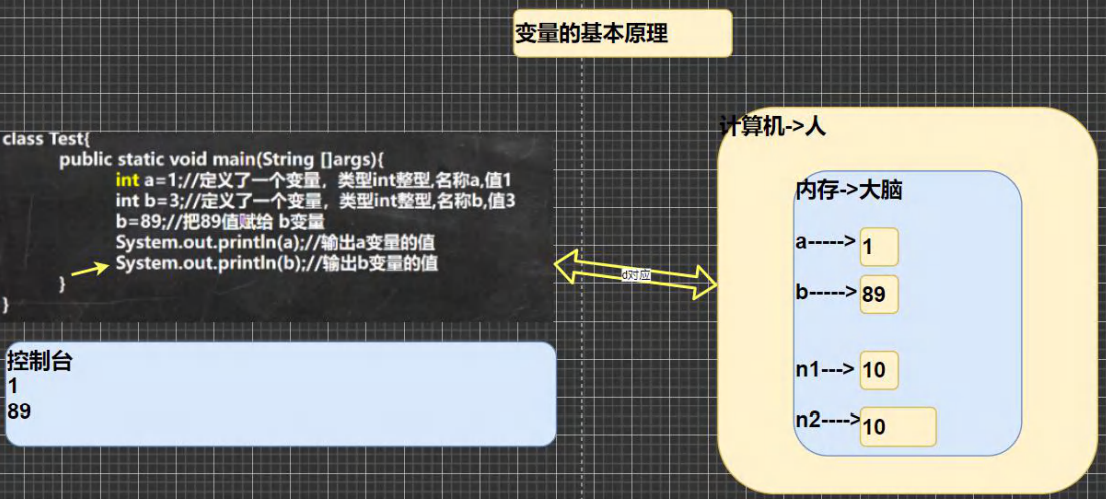 变量的基本原理
class Test{
public static void main(String []args){
int a=1;//定义了一个变量，类型int整型,名称a,值1
int b=3;//定义了一个变量，类型int整型,名称b,值3
b=89;//把89值赋给 b变量
System.out.println(a);//输出a变量的值
System.out.println(b);//输出b变量的值
}
}
控制台
1
89
d对应
计算机->人
内存->大脑
a-----> 1
b-----> 89
n1---> 10
n2----> 10